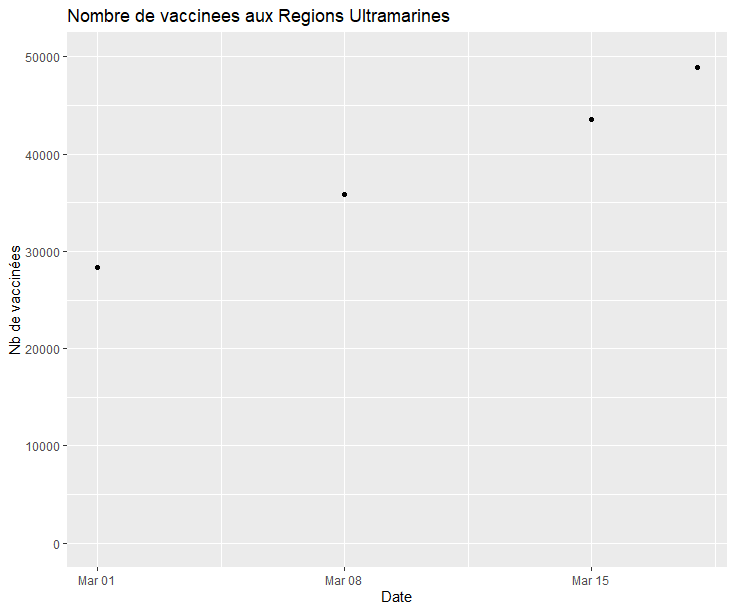 Nombre de vaccinees aux Regions Ultramarines
Nb de vaccinées
50000
40000
30000
20000
10000
0
Mar 01
Mar 08
Mar 15
Date